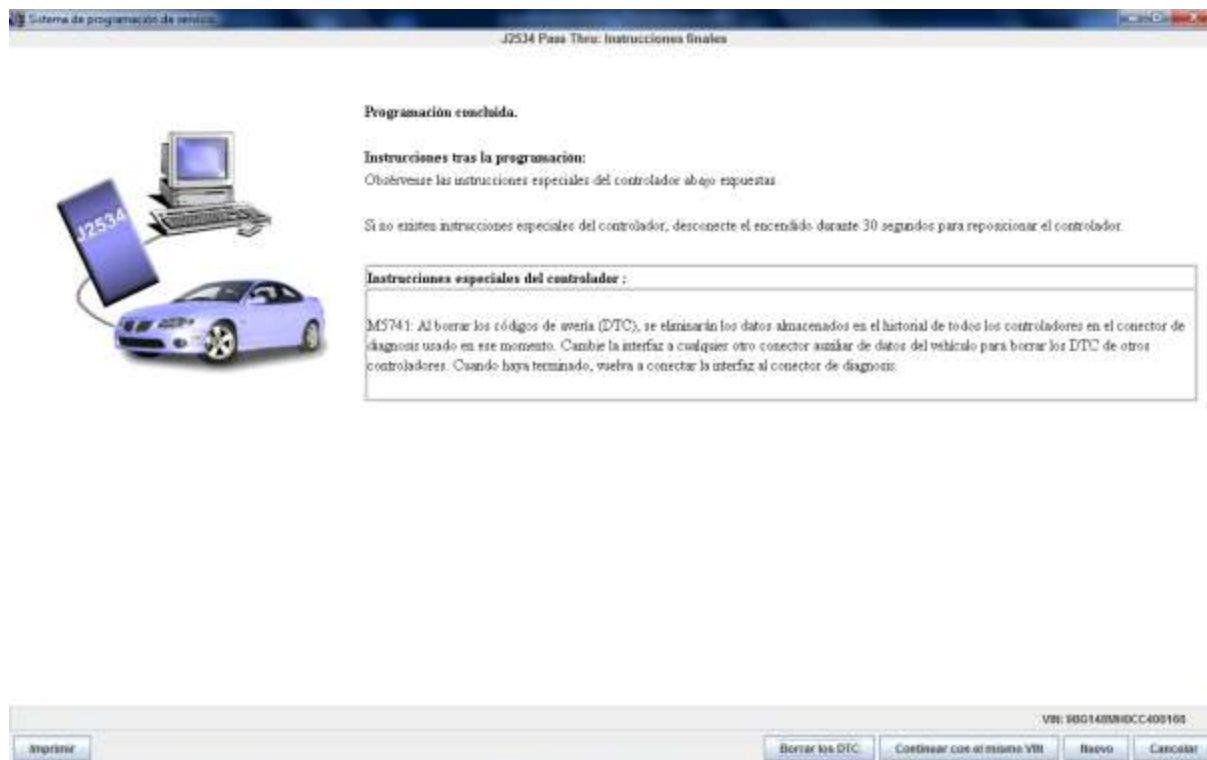 Sistema de programación de servicio
J2534 Pass Thru: Instrucciones finales
Programación concluida.
Instrucciones tras la programación:
Obsérvense las instrucciones especiales del controlador abajo expuestas
Si no existen instrucciones especiales del controlador, desconecte el encendido durante 30 segundos para reposicionar el controlador.
J2534
Instrucciones especiales del controlador :
M5741: Al borrar los códigos de avería (DTC), se eliminarán los datos almacenados en el historial de todos los controladores en el conector de
diagnosis usado en ese momento. Cambie la interfaz a cualquier otro conector auxiliar de datos del vehículo para borrar los DTC de otros
controladores. Cuando haya terminado, vuelva a conectar la interfaz al conector de diagnosis.
VIN:
Imprimir
Borrar los DTC
Continuar con el mismo VIN
Nuevo
Cancelar